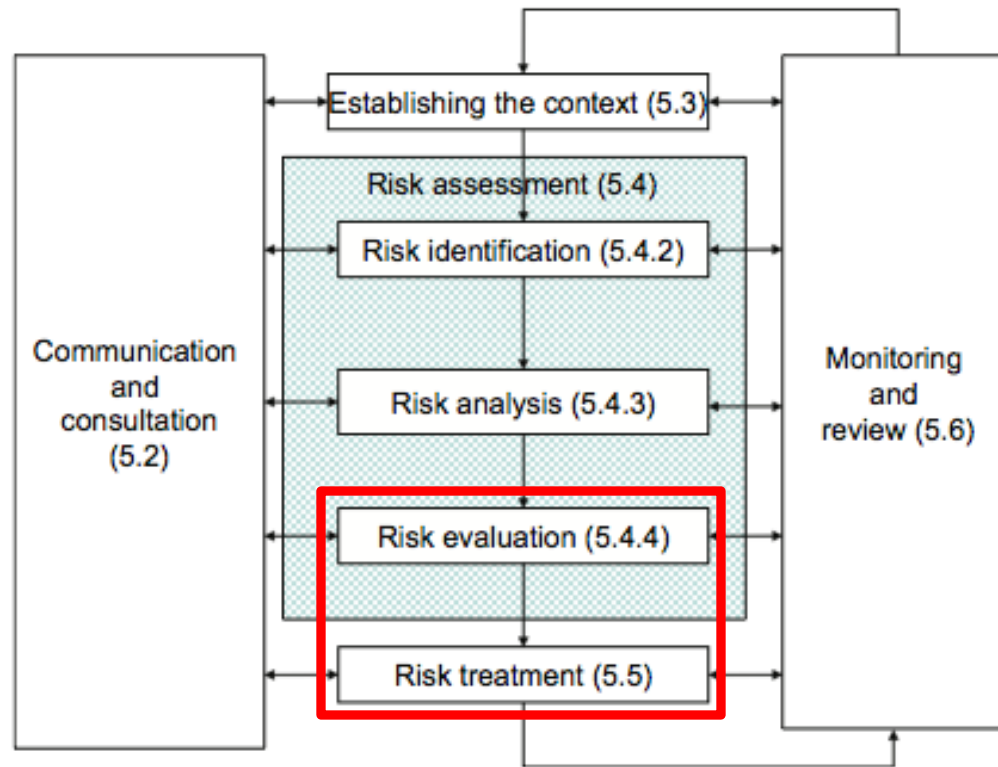 Establishing the context (5.3)
Risk assessment (5.4)
Risk identification (5.4.2)
Communication
and
consultation
(5.2)
Risk analysis (5.4.3)
Monitoring
and
review (5.6)
Risk evaluation (5.4.4)
Risk treatment (5.5)